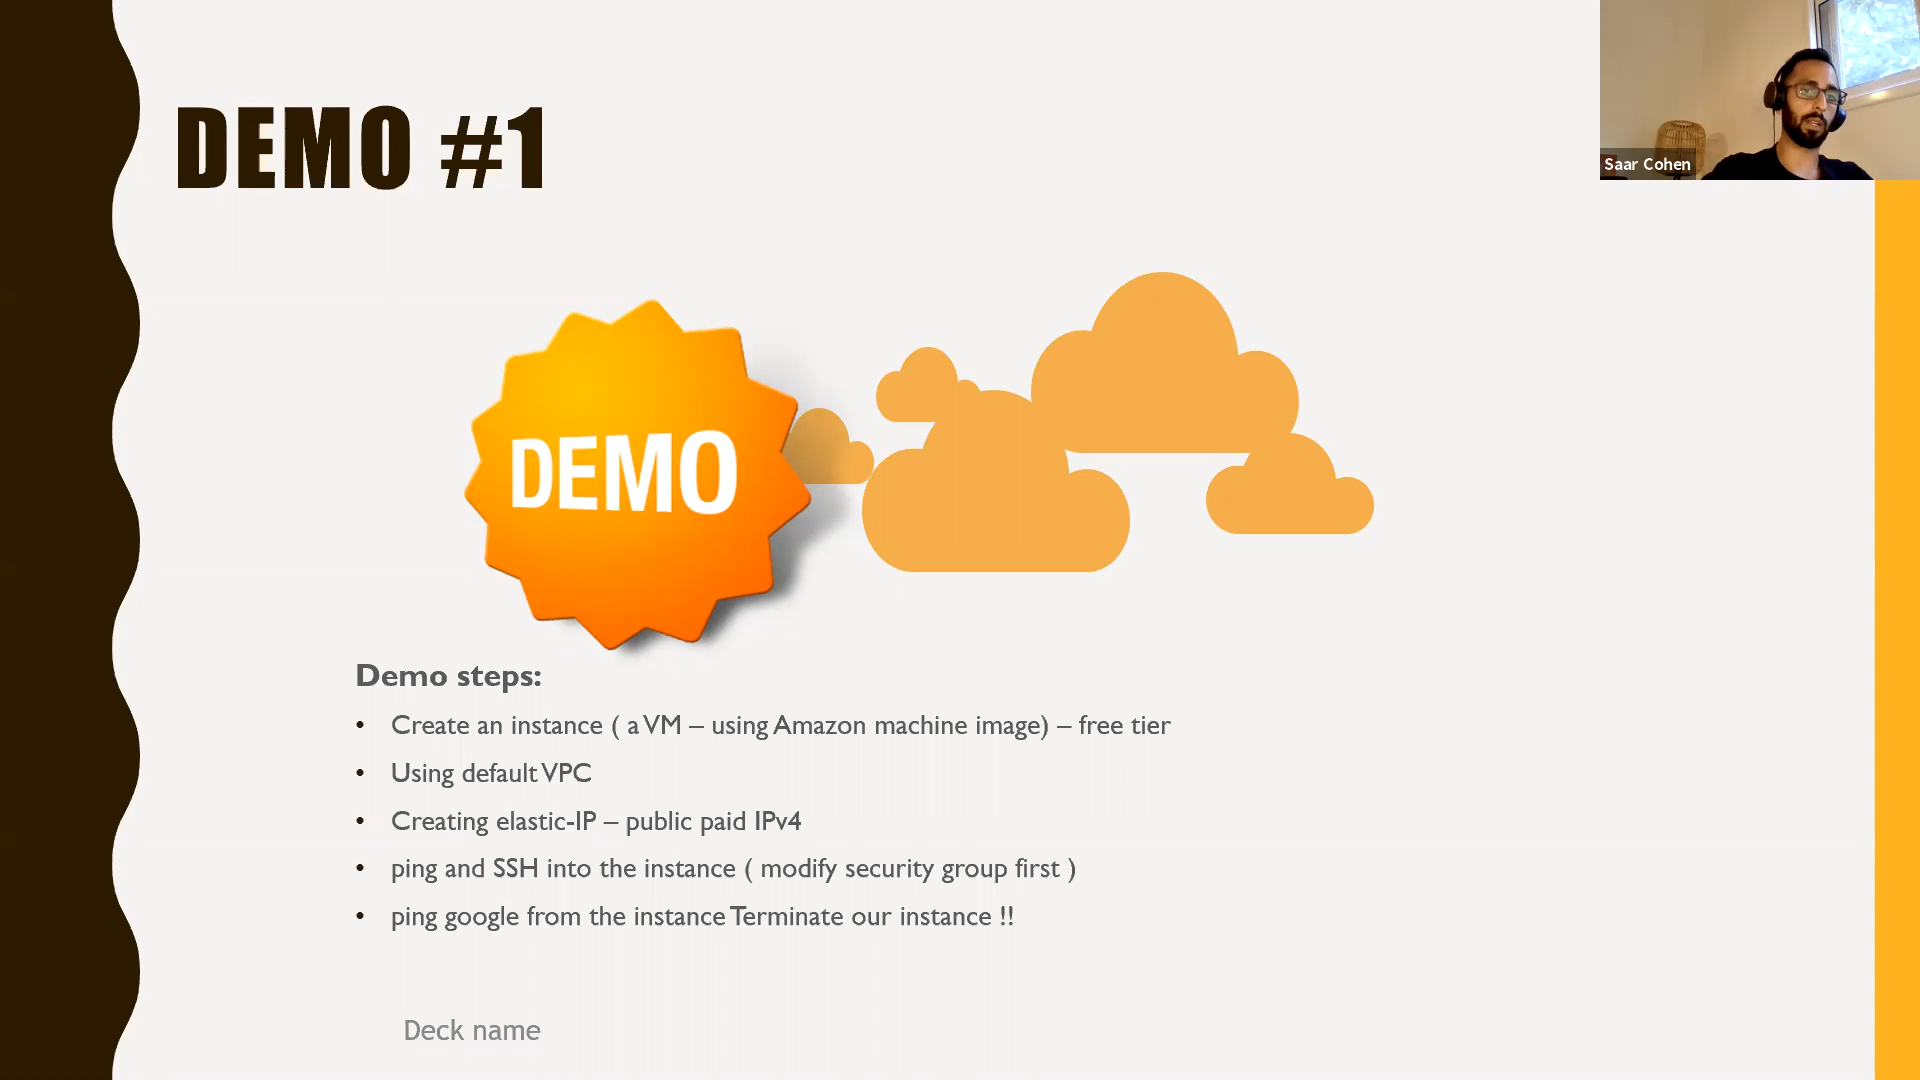 DEMO #1
Saar Cohen
DEMO
Demo steps:
• Create an instance ( a VM – using Amazon machine image) – free tier
• Using default VPC
• Creating elastic-IP – public paid IPv4
• ping and SSH into the instance ( modify security group first )
• ping google from the instance Terminate our instance !!
Deck name